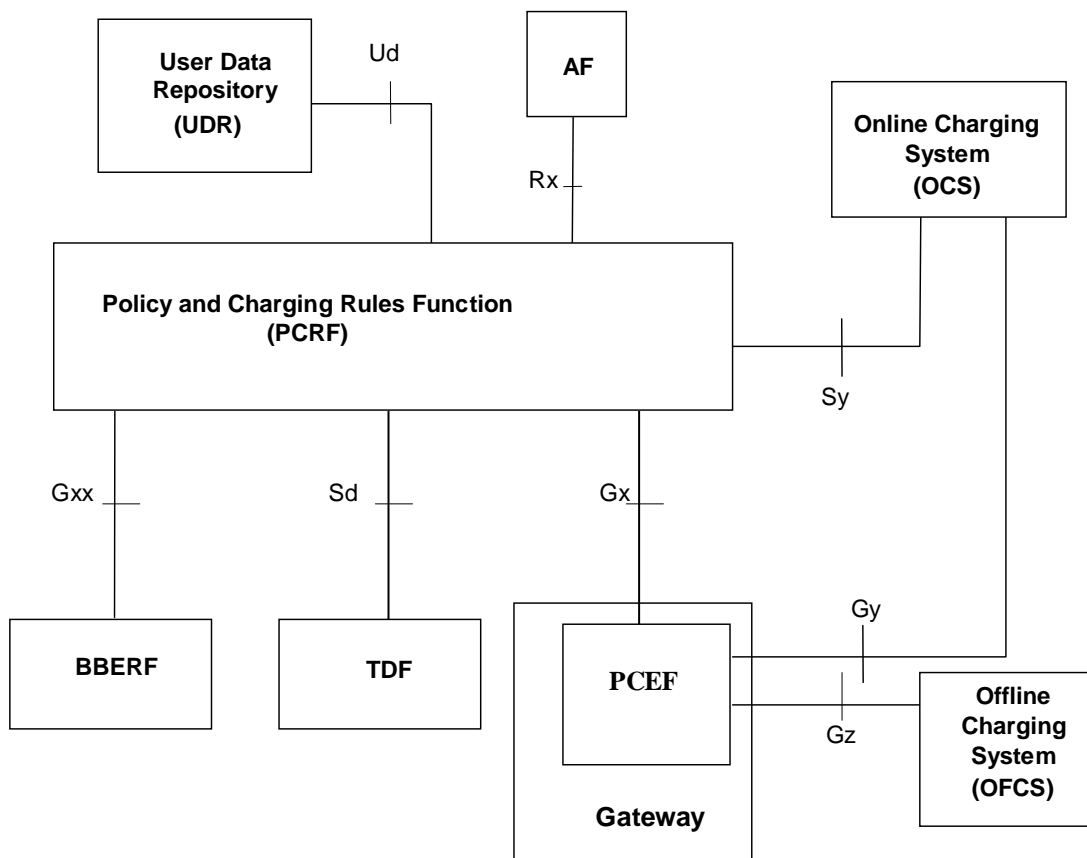 User Data
Repository
(UDR)
Ud
AF
Online Charging
System
(OCS)
Rx
Policy and Charging Rules Function
(PCRF)
Sy
Gxx
Sd
Gx
Gy
BBERF
TDF
PCEF
Offline
Charging
System
(OFCS)
Gz
Gateway